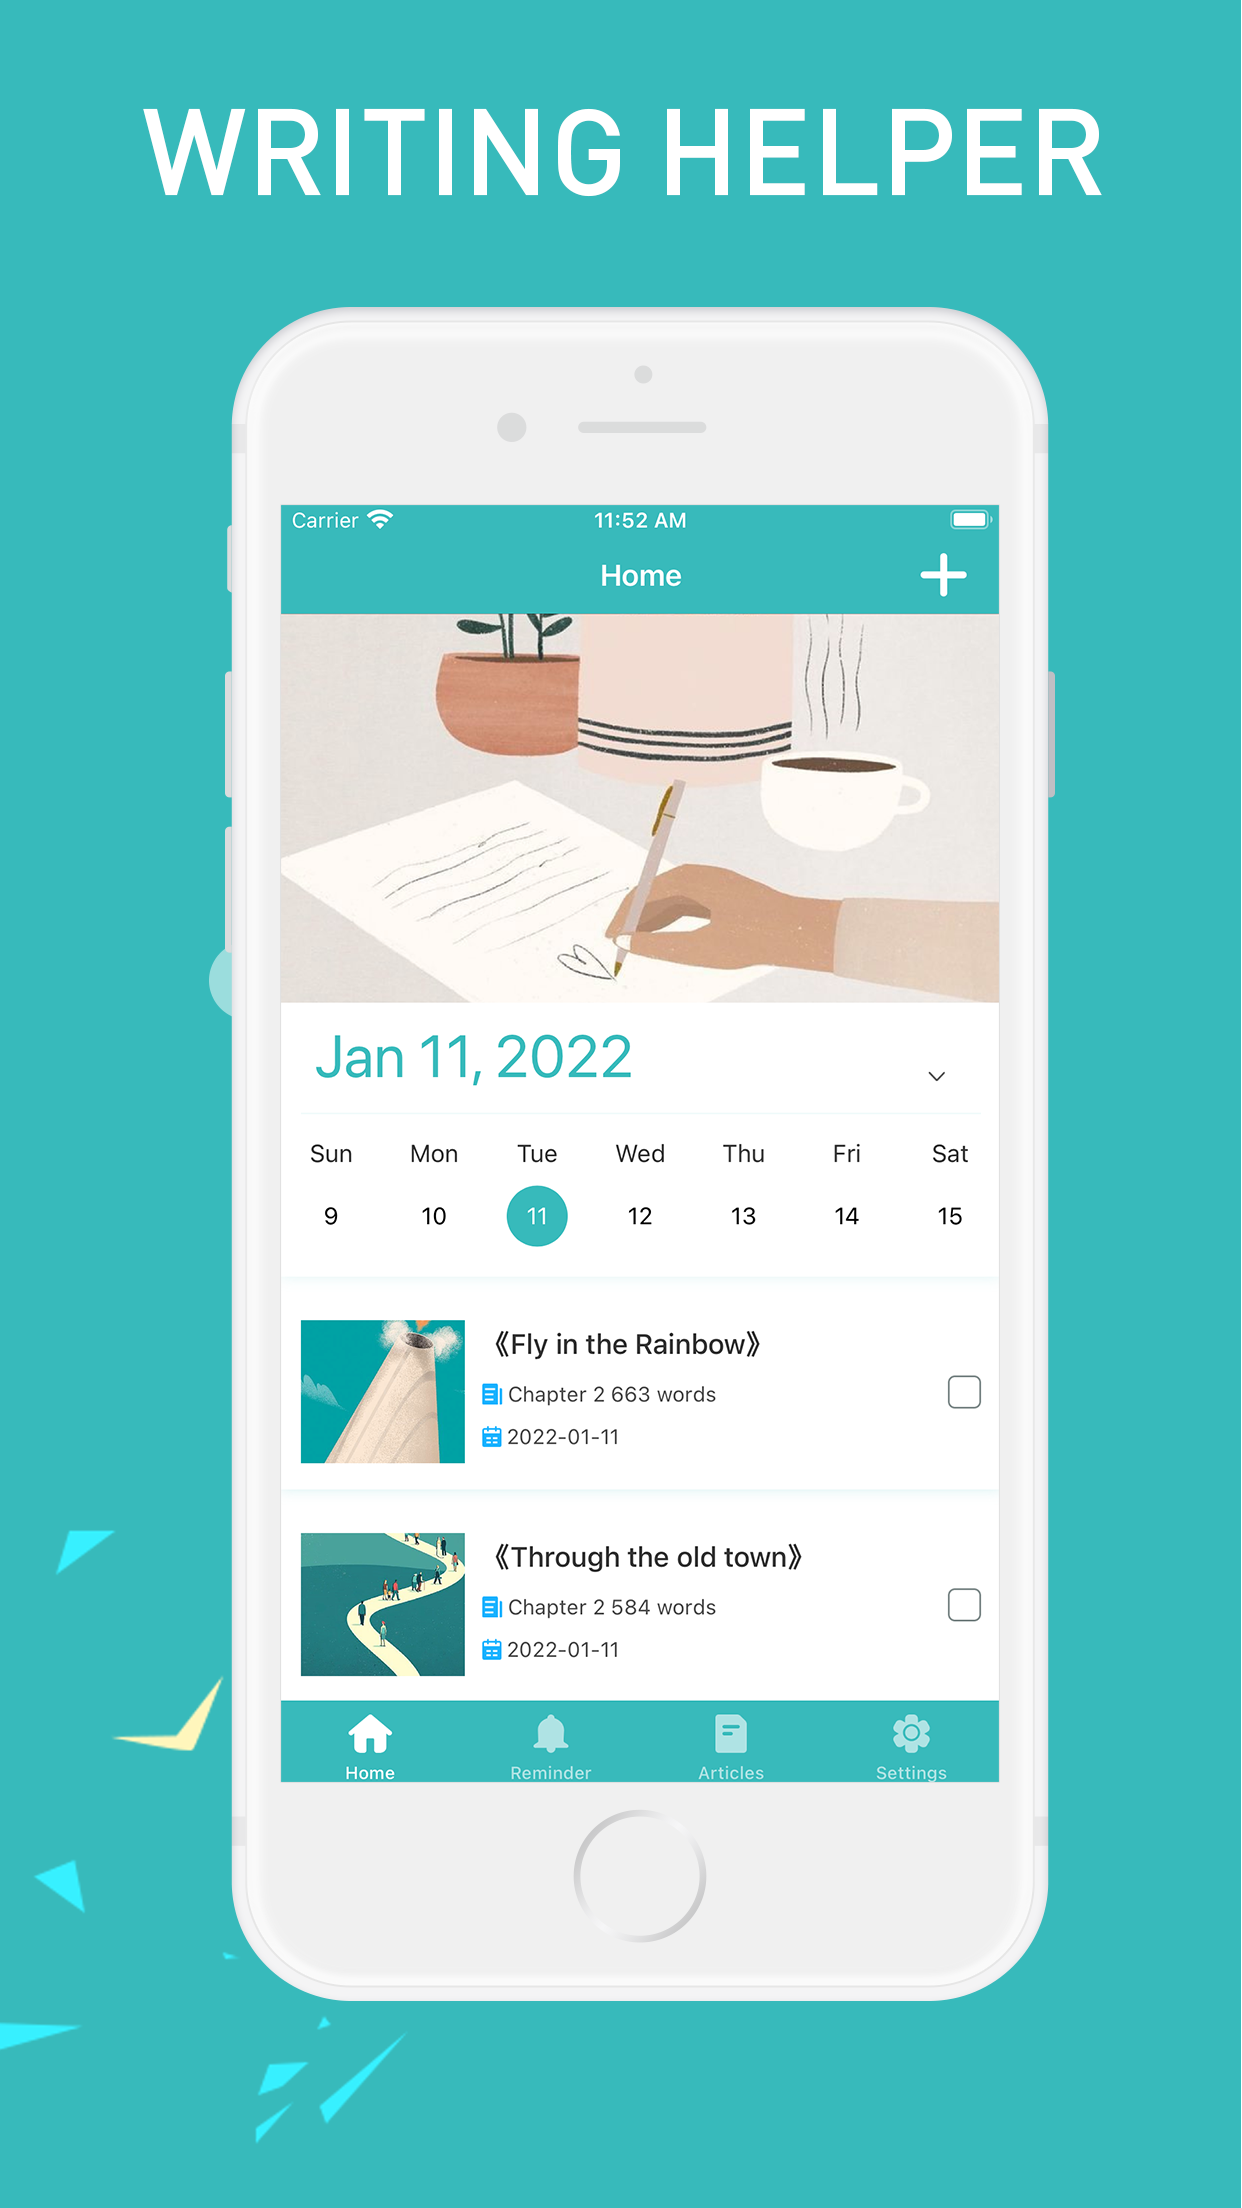 WRITING HELPER
Carrier 11:52 AM
Home
Jan 11, 2022
Sun Mon Tue Wed Thu Fri Sat
9 10 11 12 13 14 15
《Fly in the Rainbow》
Chapter 2 663 words
2022-01-11
《Through the old town》
Chapter 2 584 words
2022-01-11
Home Reminder Articles Settings